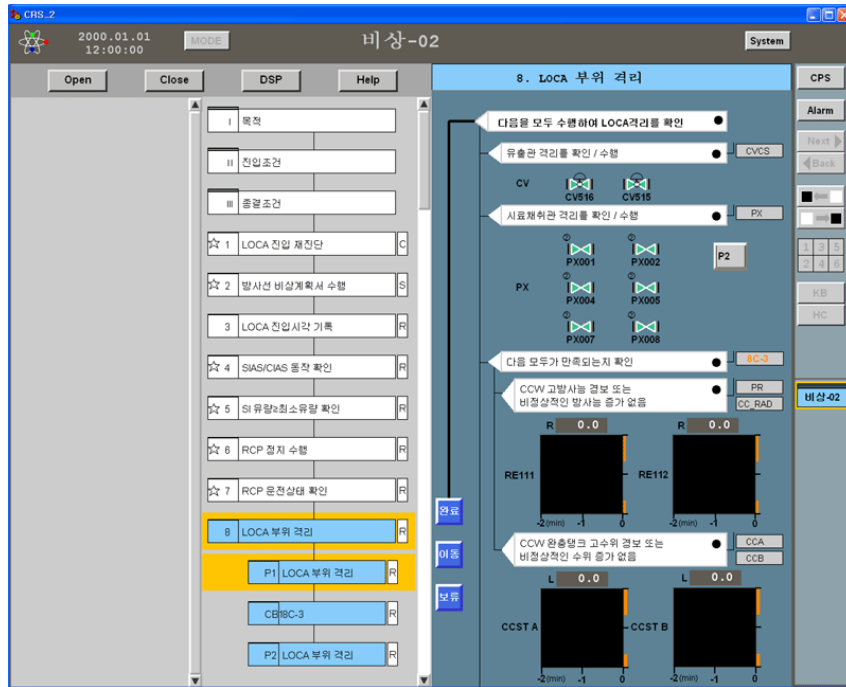 CRS_2
2000.01.01
12:00:00
MODE
비상-02
System
Open
Close
DSP
Help
8. LOCA 부위 격리
CPS
I 목적
II 진입조건
III 종결조건
☆ 1 LOCA 진입 재진단 C
☆ 2 방사선 비상계획서 수행 S
3 LOCA 진입시각 기록 R
☆ 4 SIAS/CIAS 동작 확인 R
☆ 5 SI 유량≥최소유량 확인 R
☆ 6 RCP 정지 수행 R
☆ 7 RCP 운전상태 확인 R
8 LOCA 부위 격리 R
P1 LOCA 부위 격리 R
CB 18C-3 R
P2 LOCA 부위 격리 R
다음을 모두 수행하여 LOCA격리를 확인
유출관 격리를 확인 / 수행
CVCS
CV
CV516
CV515
시료채취관 격리를 확인 / 수행
PX
PX001
PX002
P2
PX
PX004
PX005
PX007
PX008
다음 모두가 만족되는지 확인
8C-3
CCW 고방사능 경보 또는
비정상적인 방사능 증가 없음
PR
CC_RAD
R 0.0
R 0.0
RE111
RE112
-2(min) -1 0
-2(min) -1 0
CCW 완충탱크 고수위 경보 또는
비정상적인 수위 증가 없음
CCA
CCB
L 0.0
L 0.0
CCST A
CCST B
-2(min) -1 0
-2(min) -1 0
완료
이동
보류
Alarm
Next
Back
1 3 5
2 4 6
KB
HC
비상-02